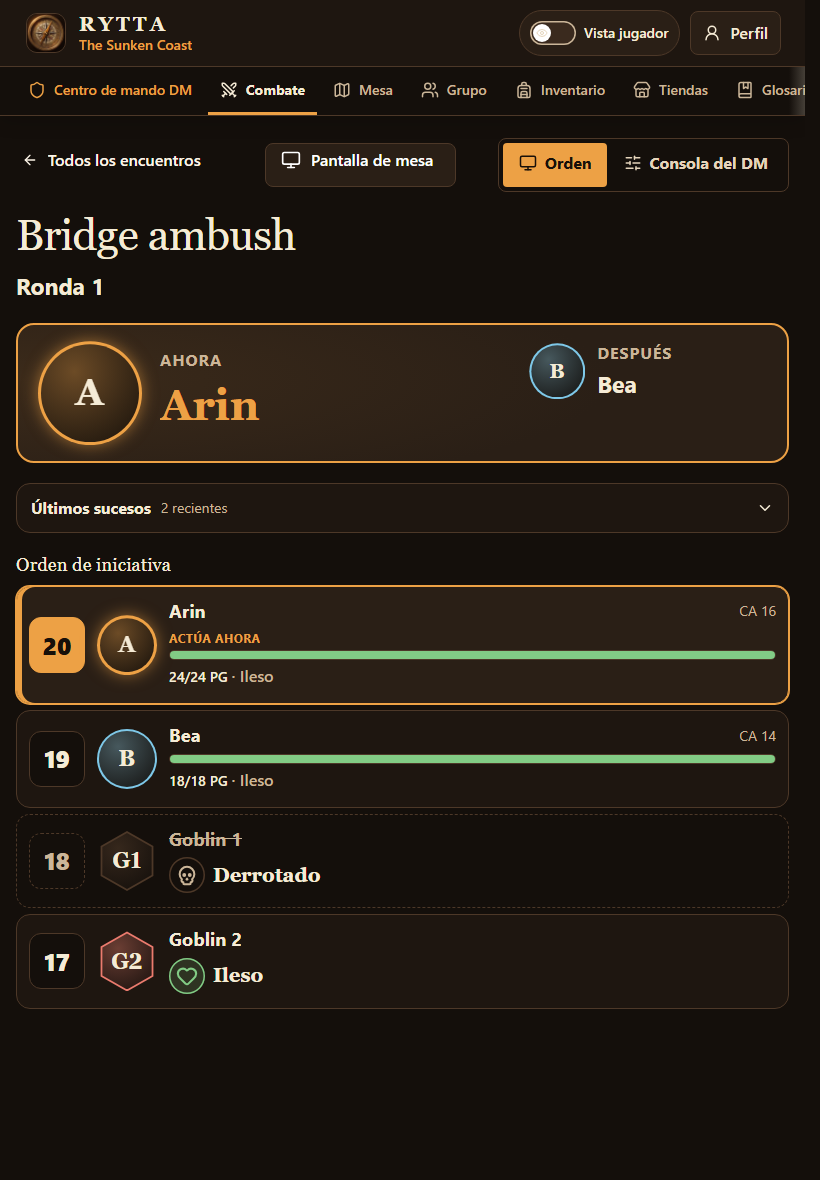 RYTTA
The Sunken Coast
Vista jugador
Perfil
Centro de mando DM
Combate
Mesa
Grupo
Inventario
Tiendas
Glosari
Todos los encuentros
Pantalla de mesa
Orden
Consola del DM
Bridge ambush
Ronda 1
A
AHORA
Arin
B
DESPUÉS
Bea
Últimos sucesos 2 recientes
Orden de iniciativa
20
A
Arin
CA 16
ACTÚA AHORA
24/24 PG · Ileso
19
B
Bea
CA 14
18/18 PG · Ileso
18
G1
Goblin 1
Derrotado
17
G2
Goblin 2
Ileso